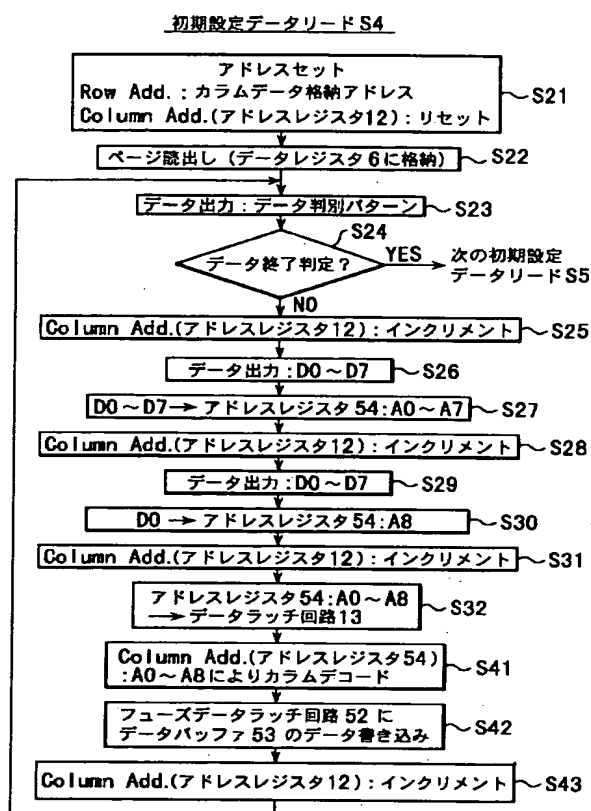 初期設定データリードS4
アドレスセット
Row Add.:カラムデータ格納アドレス
Column Add.(アドレスレジスタ12):リセット
S21
ページ読出し(データレジスタ6に格納)
S22
データ出力:データ判別パターン
S23
S24
データ終了判定?
YES
次の初期設定
データリードS5
NO
Column Add.(アドレスレジスタ12):インクリメント
S25
データ出力:D0~D7
S26
D0~D7→アドレスレジスタ54:A0~A7
S27
Column Add.(アドレスレジスタ12):インクリメント
S28
データ出力:D0~D7
S29
D0→アドレスレジスタ54:A8
S30
Column Add.(アドレスレジスタ12):インクリメント
S31
アドレスレジスタ54:A0~A8
→データラッチ回路13
S32
Column Add.(アドレスレジスタ54)
:A0~A8によりカラムデコード
S41
フューズデータラッチ回路52に
データバッファ53のデータ書き込み
S42
Column Add.(アドレスレジスタ12):インクリメント
S43